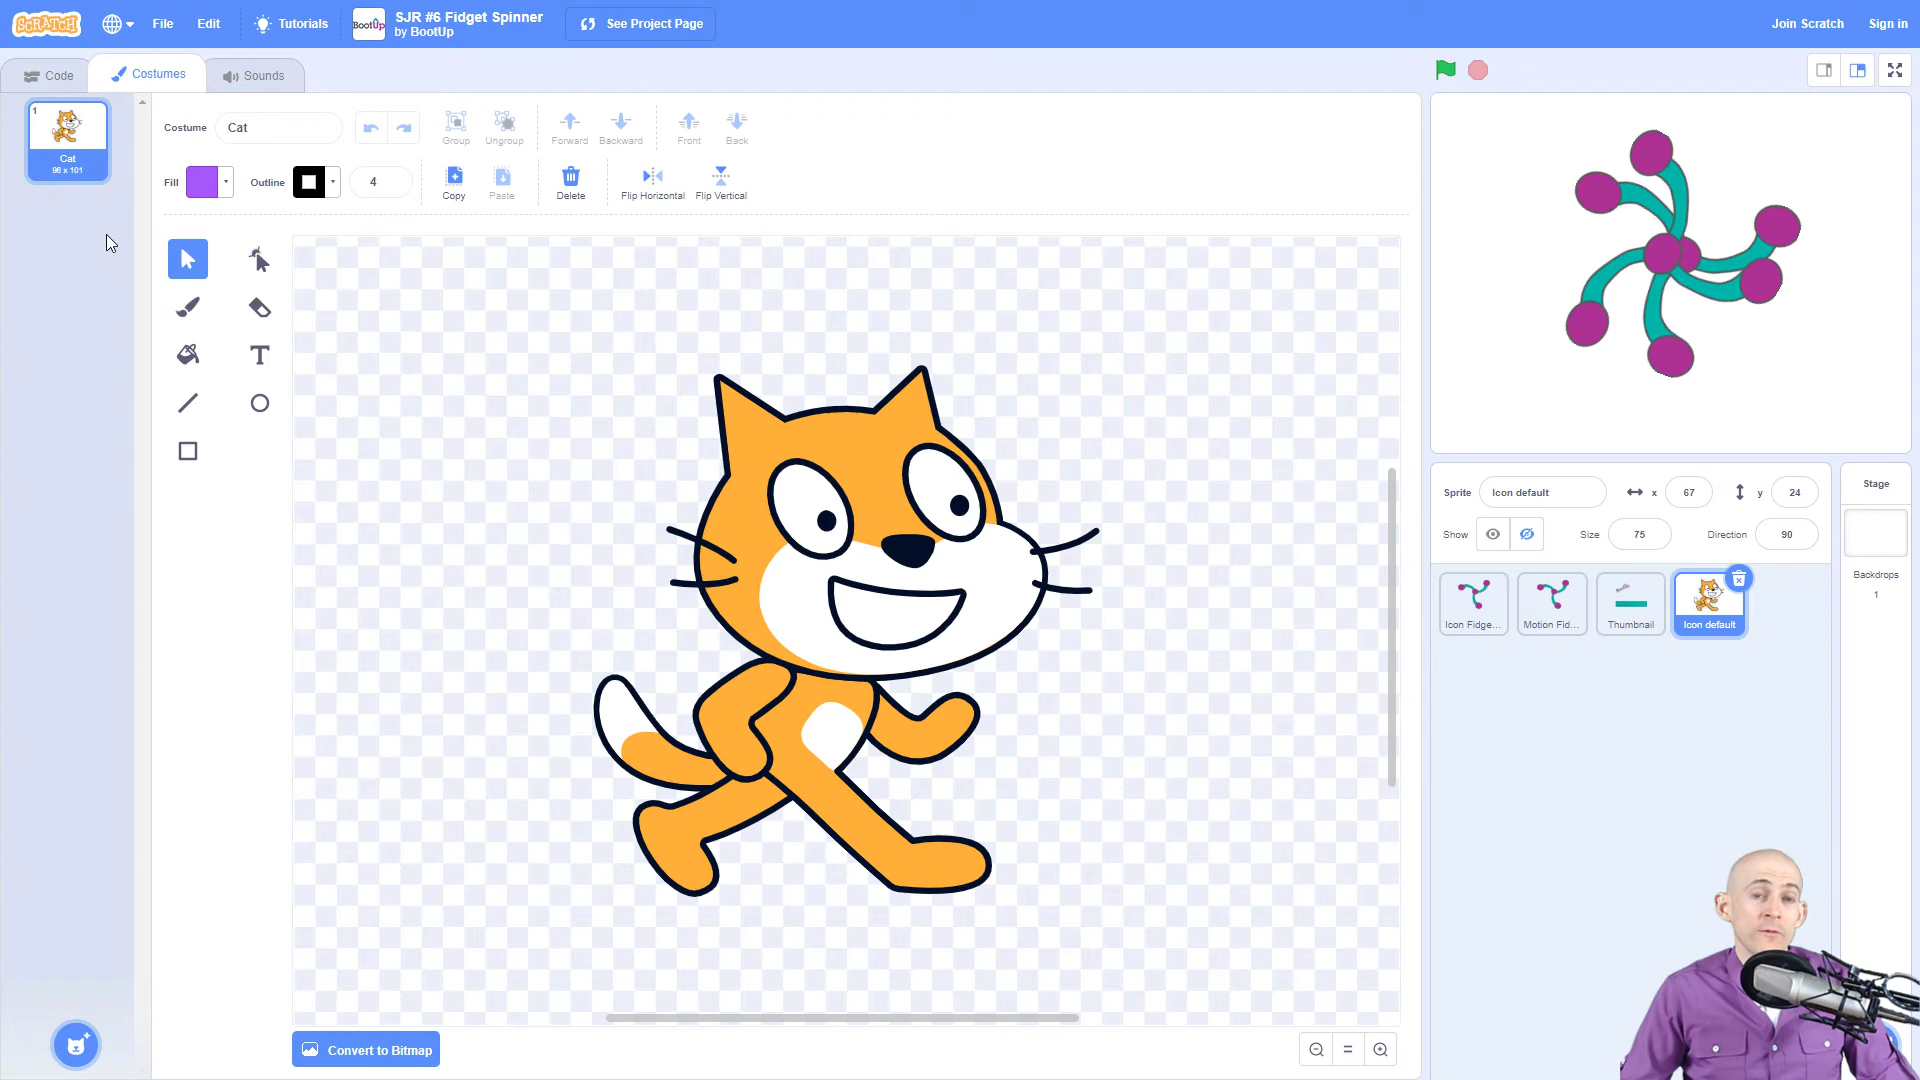 SCRATCH
File
Edit
Tutorials
BootUp
SJR #6 Fidget Spinner
by BootUp
See Project Page
Join Scratch
Sign in
Code
Costumes
Sounds
1
Cat
96 x 101
Costume
Cat
Group
Ungroup
Forward
Backward
Front
Back
Fill
Outline
4
Copy
Paste
Delete
Flip Horizontal
Flip Vertical
T
Convert to Bitmap
Sprite
Icon default
x
67
y
24
Show
Size
75
Direction
90
Icon Fidge...
Motion Fid...
Thumbnail
Icon default
Stage
Backdrops
1